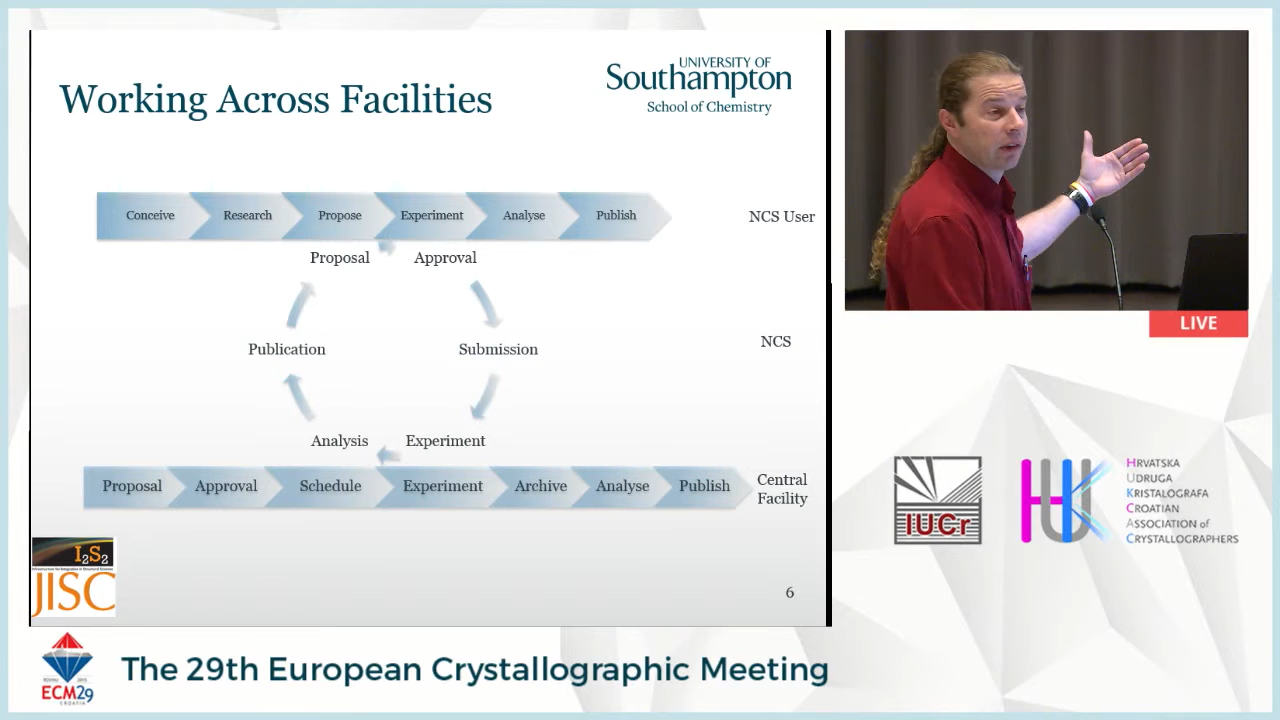 Working Across Facilities
UNIVERSITY OF
Southampton
School of Chemistry
Conceive
Research
Propose
Experiment
Analyse
Publish
NCS User
Proposal
Approval
Publication
Submission
NCS
Analysis
Experiment
Proposal
Approval
Schedule
Experiment
Archive
Analyse
Publish
Central
Facility
I2S2
JISC
6
LIVE
IUCr
HUK
HRVATSKA
UDRUGA
KRISTALOGRAFA
CROATIAN
ASSOCIATION of
CRYSTALLOGRAPHERS
ECM29
CROATIA
The 29th European Crystallographic Meeting